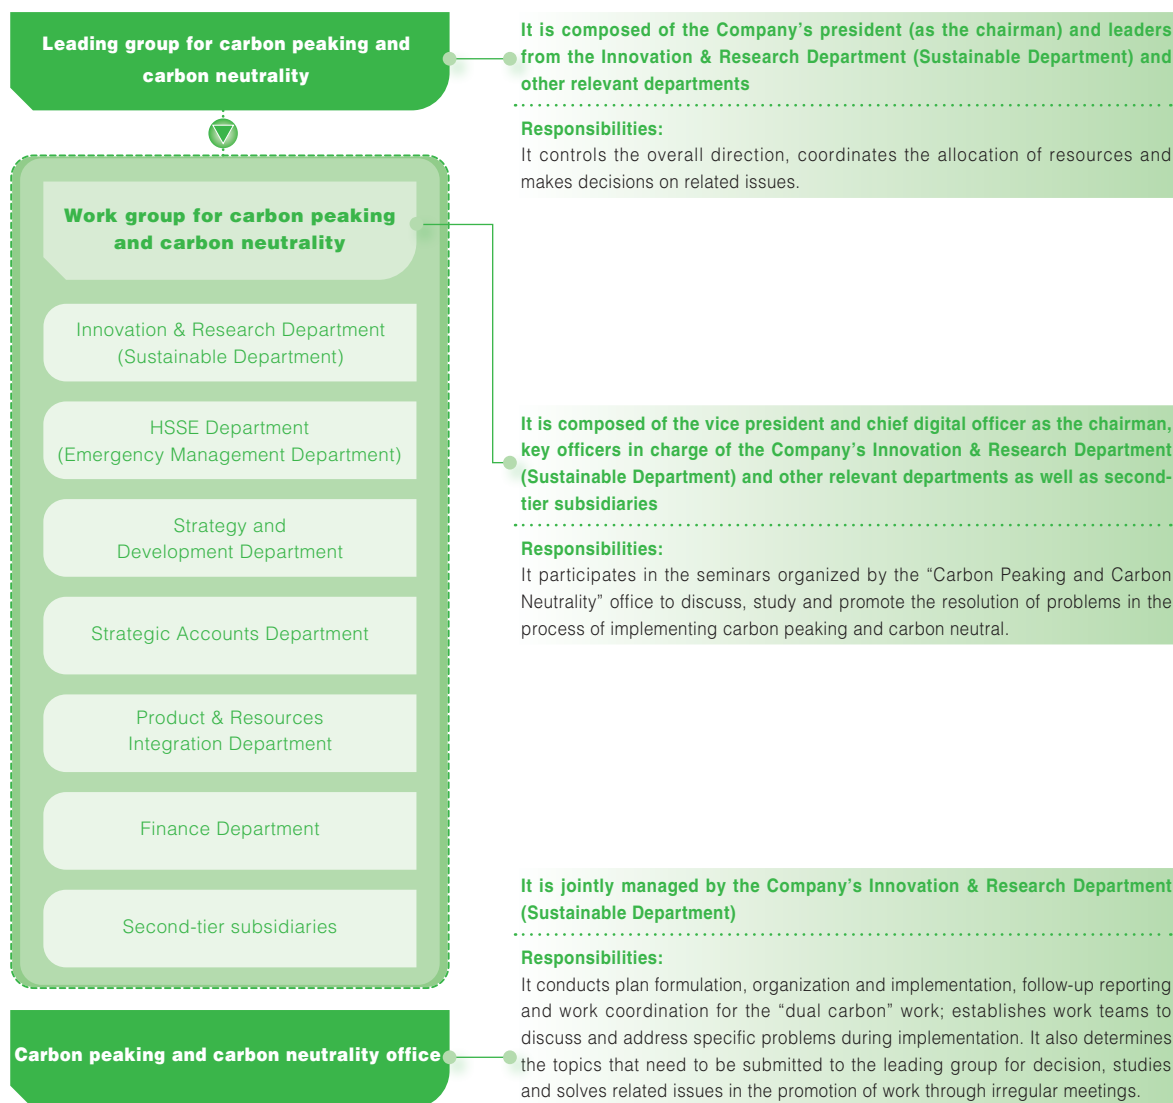 Leading group for carbon peaking and
carbon neutrality
It is composed of the Company’s president (as the chairman) and leaders
from the Innovation & Research Department (Sustainable Department) and
other relevant departments
Responsibilities:
It controls the overall direction, coordinates the allocation of resources and
makes decisions on related issues.
Work group for carbon peaking
and carbon neutrality
Innovation & Research Department
(Sustainable Department)
HSSE Department
(Emergency Management Department)
Strategy and
Development Department
Strategic Accounts Department
Product & Resources
Integration Department
Finance Department
Second-tier subsidiaries
It is composed of the vice president and chief digital officer as the chairman,
key officers in charge of the Company’s Innovation & Research Department
(Sustainable Department) and other relevant departments as well as second-
tier subsidiaries
Responsibilities:
It participates in the seminars organized by the “Carbon Peaking and Carbon
Neutrality” office to discuss, study and promote the resolution of problems in the
process of implementing carbon peaking and carbon neutral.
Carbon peaking and carbon neutrality office
It is jointly managed by the Company’s Innovation & Research Department
(Sustainable Department)
Responsibilities:
It conducts plan formulation, organization and implementation, follow-up reporting
and work coordination for the “dual carbon” work; establishes work teams to
discuss and address specific problems during implementation. It also determines
the topics that need to be submitted to the leading group for decision, studies
and solves related issues in the promotion of work through irregular meetings.